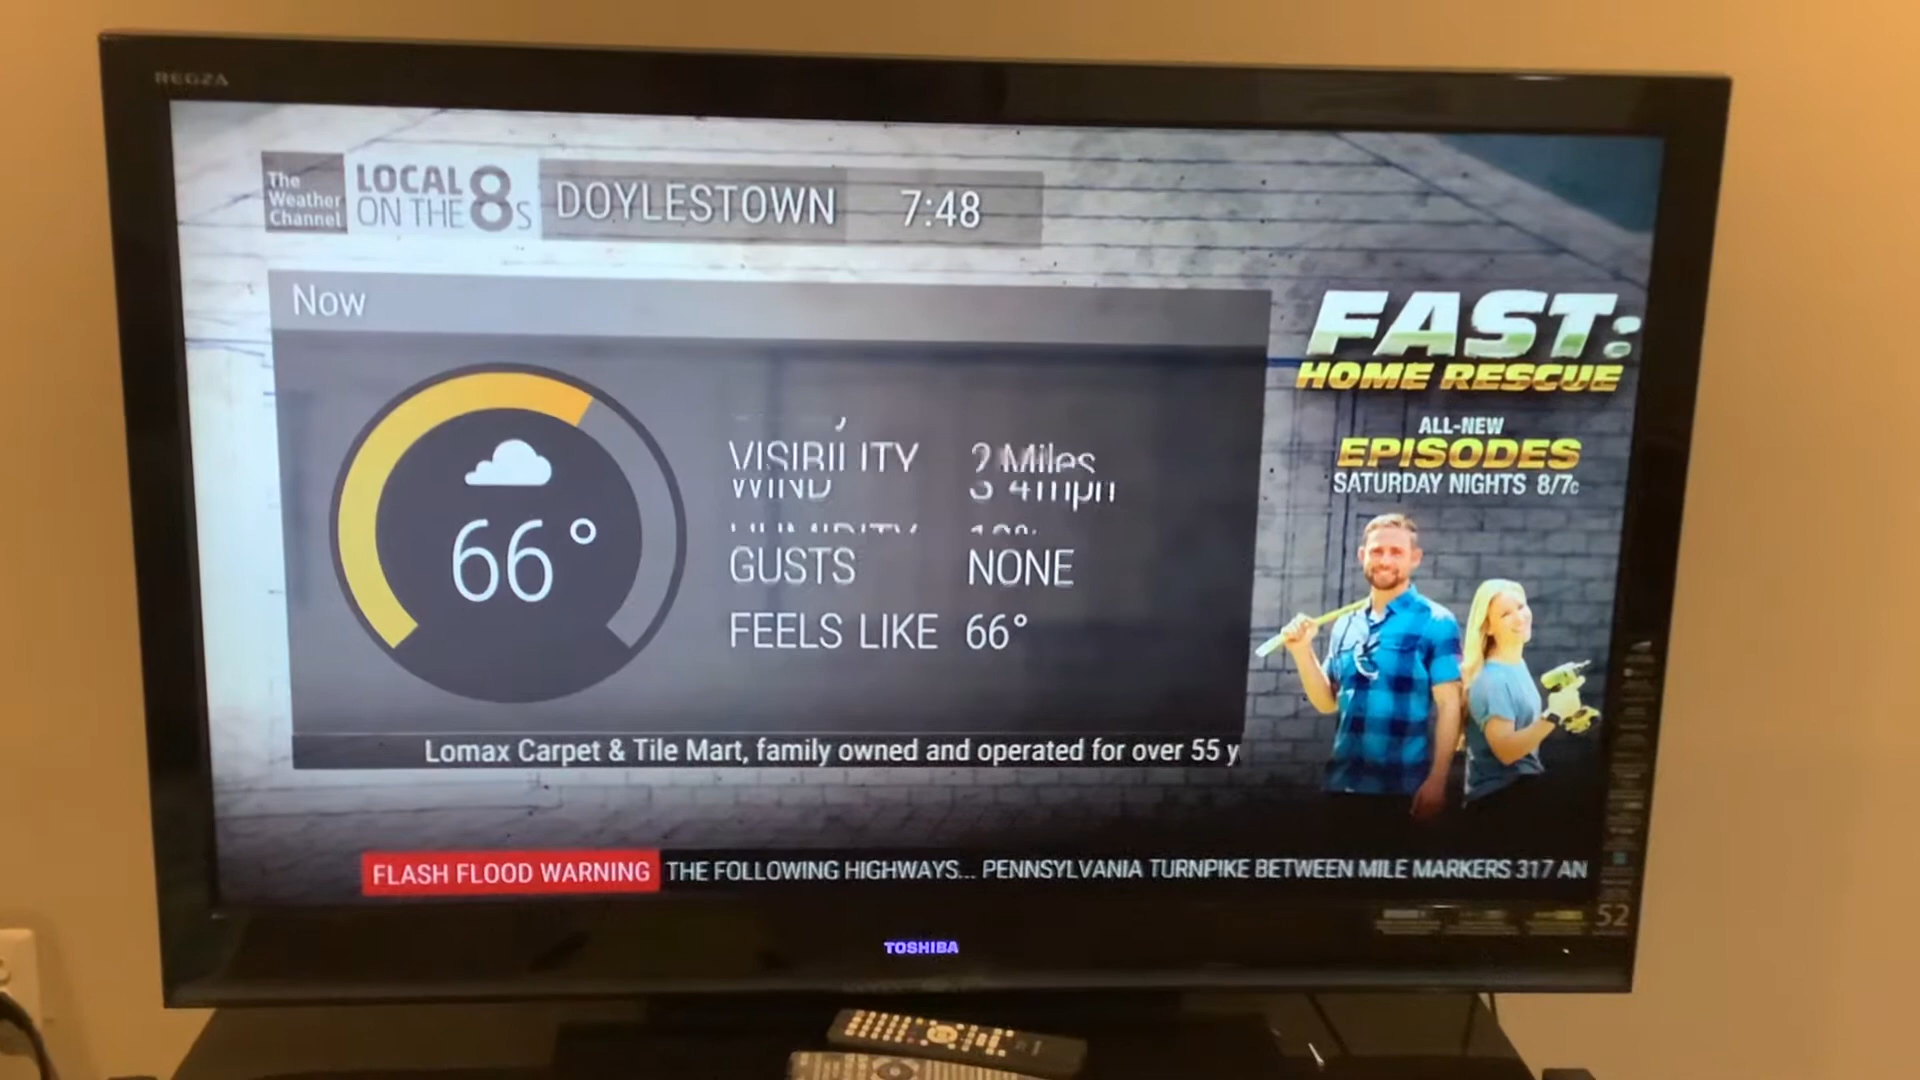 REGZA
The
Weather
Channel
LOCAL
ON THE 8s
DOYLESTOWN
7:48
Now
66°
VISIBILITY 2 Miles
WIND
GUSTS NONE
FEELS LIKE 66°
Lomax Carpet & Tile Mart, family owned and operated for over 55 y
FAST:
HOME RESCUE
ALL-NEW
EPISODES
SATURDAY NIGHTS 8/7c
FLASH FLOOD WARNING THE FOLLOWING HIGHWAYS... PENNSYLVANIA TURNPIKE BETWEEN MILE MARKERS 317 AN
52
TOSHIBA